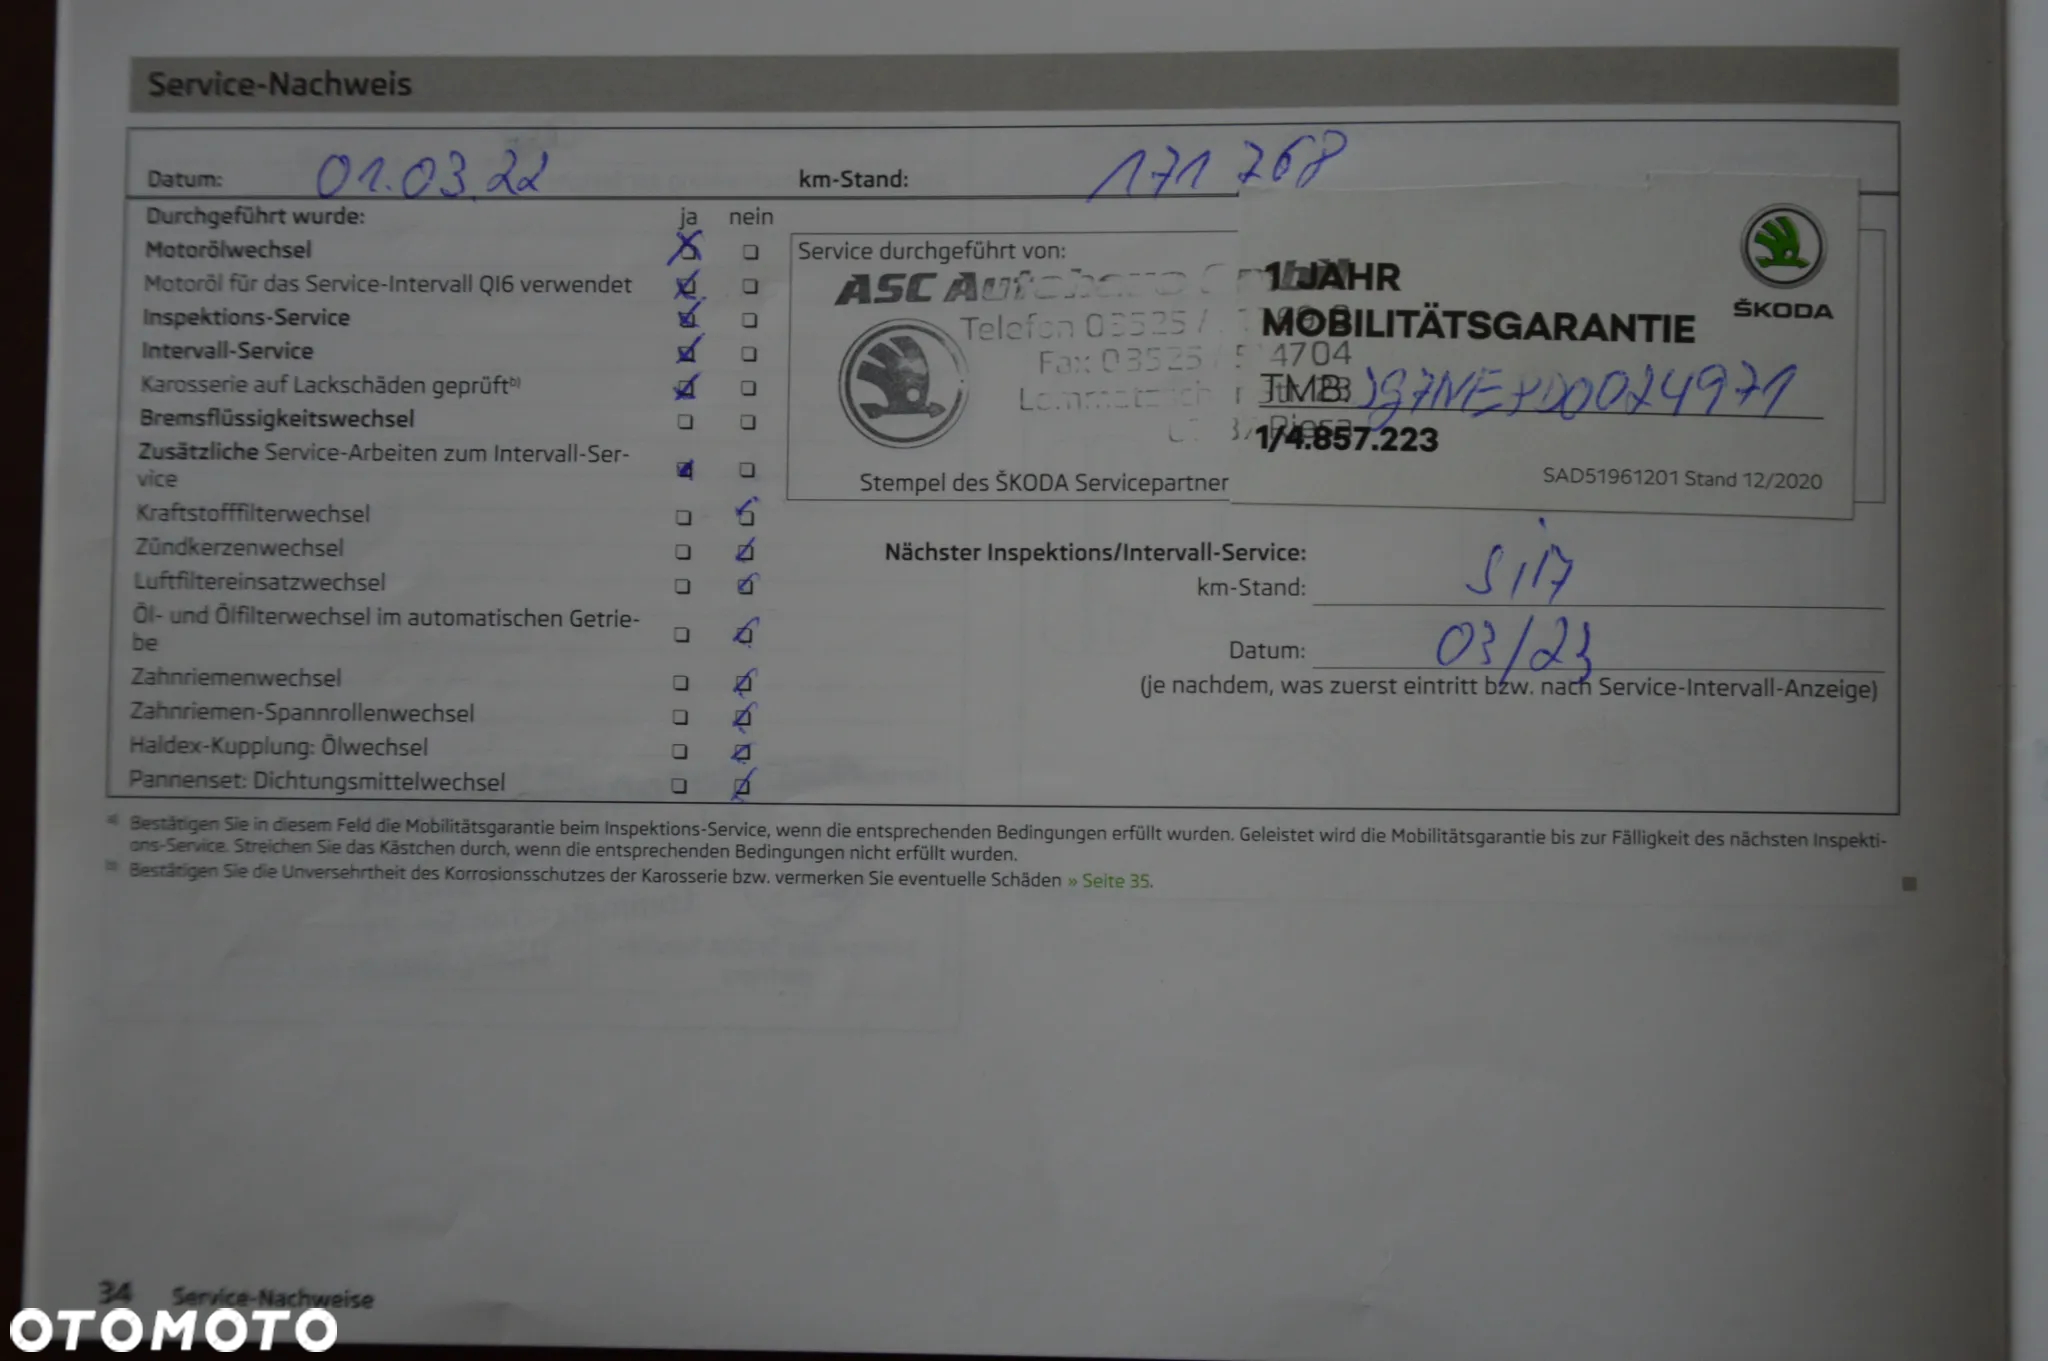 Service-Nachweis
Datum: 01.03.22 km-Stand: 171 768
Durchgeführt wurde: ja nein
Motorölwechsel
Motoröl für das Service-Intervall QI6 verwendet
Inspektions-Service
Intervall-Service
Karosserie auf Lackschäden geprüft b)
Bremsflüssigkeitswechsel
Zusätzliche Service-Arbeiten zum Intervall-Ser-
vice
Kraftstofffilterwechsel
Zündkerzenwechsel
Luftfiltereinsatzwechsel
Öl- und Ölfilterwechsel im automatischen Getrie-
be
Zahnriemenwechsel
Zahnriemen-Spannrollenwechsel
Haldex-Kupplung: Ölwechsel
Pannenset: Dichtungsmittelwechsel
Service durchgeführt von:
ASC
Telefon 03525 /
Fax 03525 / 514704
Stempel des ŠKODA Servicepartner
1 JAHR
MOBILITÄTSGARANTIE
TMB
1/4.857.223
SAD51961201 Stand 12/2020
ŠKODA
Nächster Inspektions/Intervall-Service:
km-Stand:
Datum: 03/23
(je nachdem, was zuerst eintritt bzw. nach Service-Intervall-Anzeige)
a) Bestätigen Sie in diesem Feld die Mobilitätsgarantie beim Inspektions-Service, wenn die entsprechenden Bedingungen erfüllt wurden. Geleistet wird die Mobilitätsgarantie bis zur Fälligkeit des nächsten Inspekti-
ons-Service. Streichen Sie das Kästchen durch, wenn die entsprechenden Bedingungen nicht erfüllt wurden.
b) Bestätigen Sie die Unversehrtheit des Korrosionsschutzes der Karosserie bzw. vermerken Sie eventuelle Schäden » Seite 35.
34 Service-Nachweise
OTOMOTO